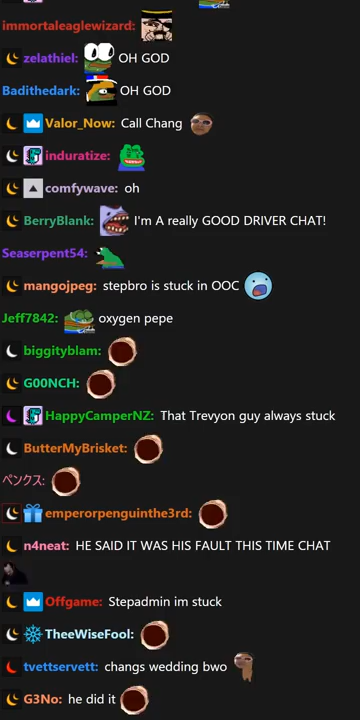 immortaleaglewizard:
zelathiel: OH GOD
Badithedark: OH GOD
Valor_Now: Call Chang
induratize:
comfywave: oh
BerryBlank: I'm A really GOOD DRIVER CHAT!
Seaserpent54:
mangojpeg: stepbro is stuck in OOC
Jeff7842: oxygen pepe
biggityblam:
G00NCH:
HappyCamperNZ: That Trevyon guy always stuck
ButterMyBrisket:
ペンクス:
emperorpenguinthe3rd:
n4neat: HE SAID IT WAS HIS FAULT THIS TIME CHAT
Offgame: Stepadmin im stuck
TheeWiseFool:
tvettservett: changs wedding bwo
G3No: he did it